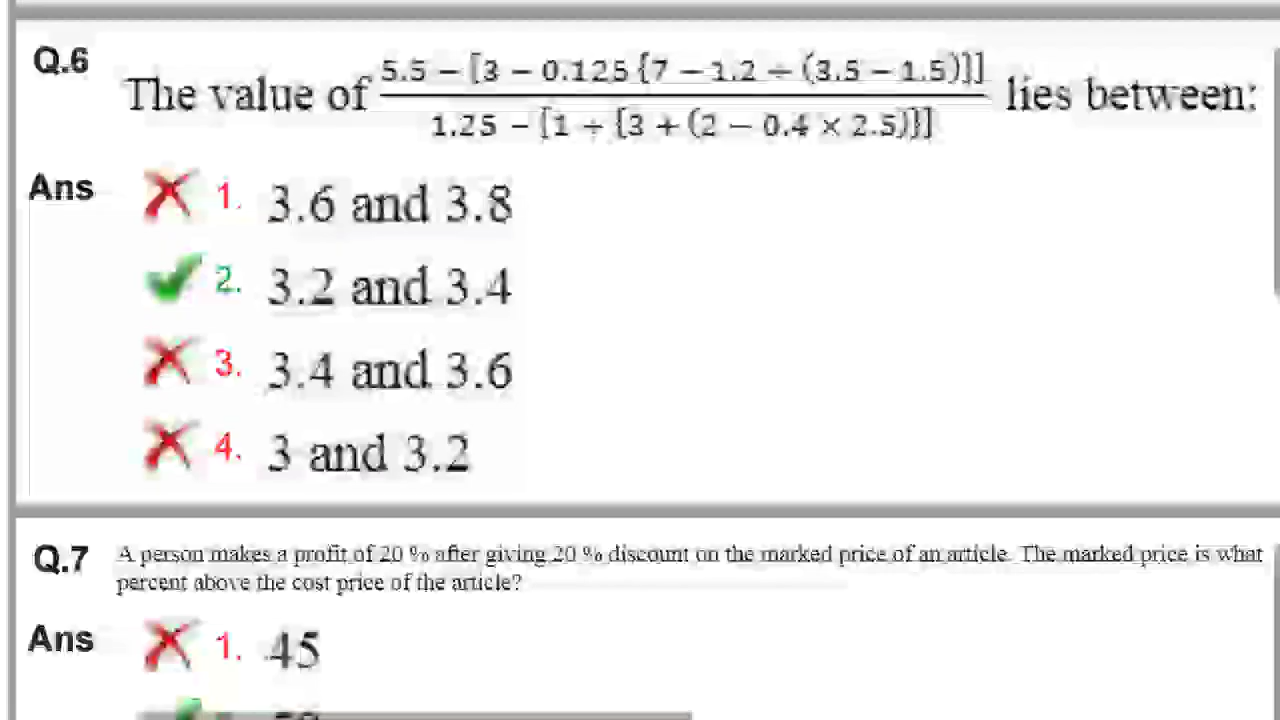 Q.6
The value of 5.5 − [3 − 0.125 {7 − 1.2 ÷ (3.5 − 1.5)}] / 1.25 − [1 ÷ {3 + (2 − 0.4 × 2.5)}] lies between:
Ans
1. 3.6 and 3.8
2. 3.2 and 3.4
3. 3.4 and 3.6
4. 3 and 3.2
Q.7 A person makes a profit of 20 % after giving 20 % discount on the marked price of an article. The marked price is what
percent above the cost price of the article?
Ans
1. 45